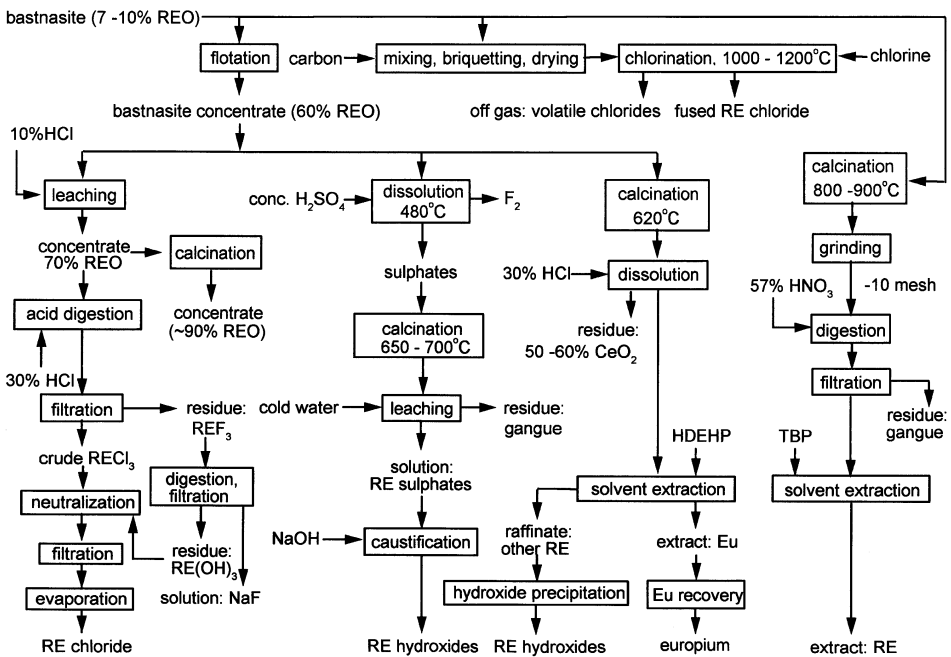 bastnasite (7 -10% REO)
flotation
carbon
mixing, briquetting, drying
chlorination, 1000 - 1200°C
chlorine
bastnasite concentrate (60% REO)
off gas: volatile chlorides
fused RE chloride
10%HCl
leaching
conc. H₂SO₄
dissolution
480°C
F₂
calcination
620°C
calcination
800 -900°C
concentrate
70% REO
calcination
sulphates
30% HCl
dissolution
grinding
57% HNO₃
-10 mesh
acid digestion
concentrate
(~90% REO)
calcination
650 - 700°C
residue:
50 -60% CeO₂
digestion
30% HCl
filtration
residue:
REF₃
cold water
leaching
residue:
gangue
filtration
residue:
gangue
crude RECl₃
digestion,
filtration
solution:
RE sulphates
HDEHP
TBP
neutralization
solvent extraction
solvent extraction
filtration
residue:
RE(OH)₃
NaOH
caustification
raffinate:
other RE
extract: Eu
evaporation
solution: NaF
hydroxide precipitation
Eu recovery
RE chloride
RE hydroxides
RE hydroxides
europium
extract: RE